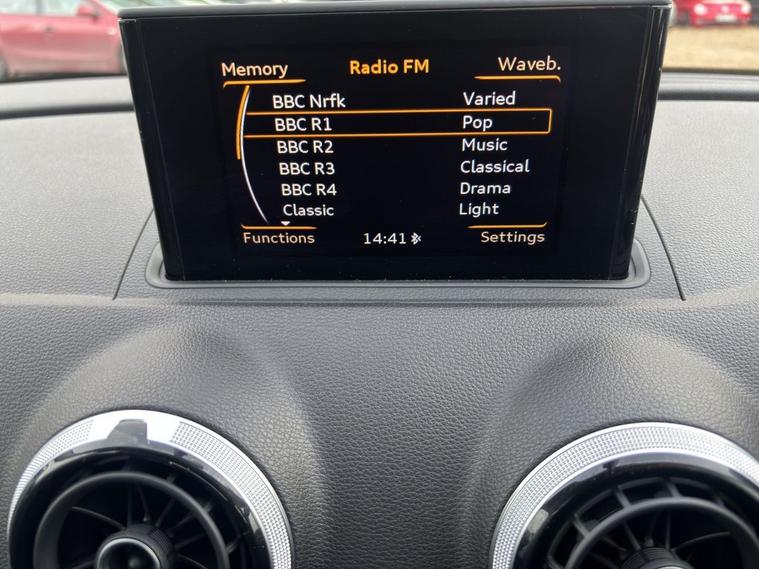 Memory Radio FM Waveb.
BBC Nrfk Varied
BBC R1 Pop
BBC R2 Music
BBC R3 Classical
BBC R4 Drama
Classic Light
Functions 14:41 Settings